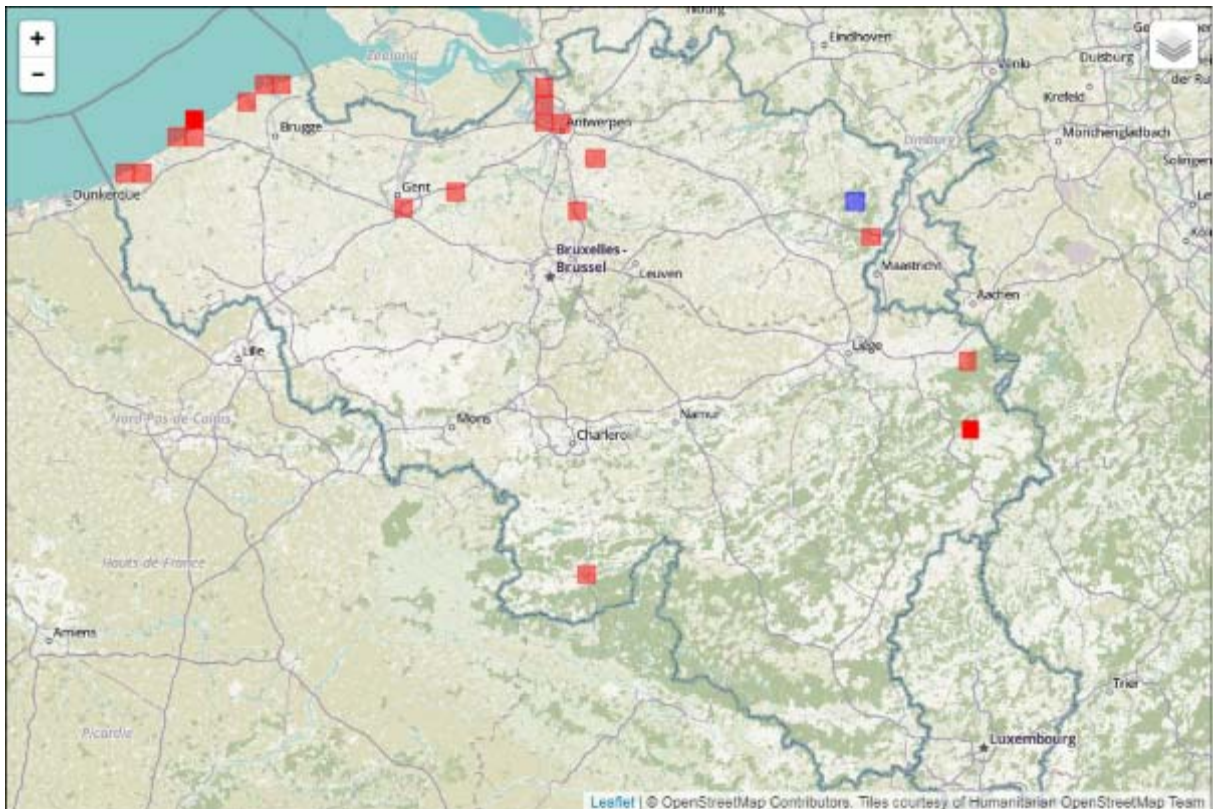 +
−
Zeeland
Eindhoven
Venlo
Duisburg
der Ru
Krefeld
Brugge
Antwerpen
Mönchengladbach
Limburg
Solingen
Dunkerque
Gent
Bruxelles -
Brussel
Leuven
Maastricht
Aachen
Lille
Liège
Nord-Pas-de-Calais
Mons
Namur
Charleroi
Hauts-de-France
Amiens
Trier
Picardie
Luxembourg
Leaflet | © OpenStreetMap Contributors. Tiles courtesy of Humanitarian OpenStreetMap Team